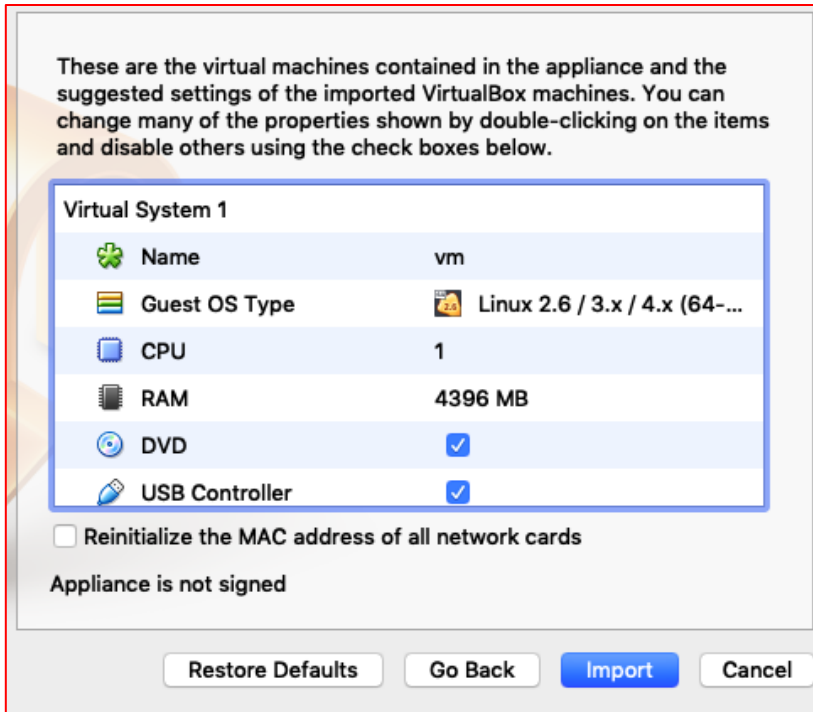 These are the virtual machines contained in the appliance and the
suggested settings of the imported VirtualBox machines. You can
change many of the properties shown by double-clicking on the items
and disable others using the check boxes below.
Virtual System 1
Name vm
Guest OS Type Linux 2.6 / 3.x / 4.x (64-...
CPU 1
RAM 4396 MB
DVD
USB Controller
Reinitialize the MAC address of all network cards
Appliance is not signed
Restore Defaults Go Back Import Cancel